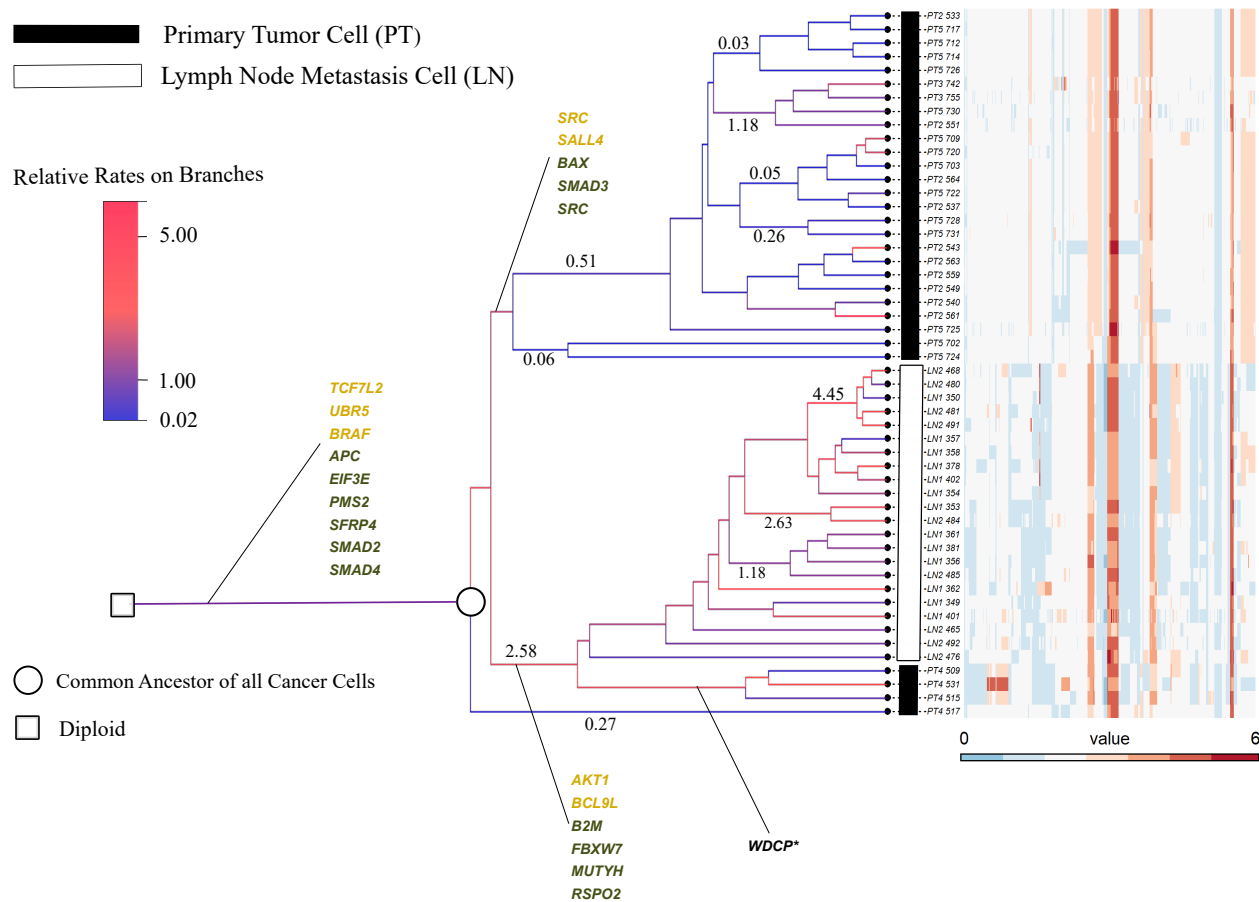 Primary Tumor Cell (PT)
Lymph Node Metastasis Cell (LN)
Relative Rates on Branches
5.00
1.00
0.02
SRC
SALL4
BAX
SMAD3
SRC
TCF7L2
UBR5
BRAF
APC
EIF3E
PMS2
SFRP4
SMAD2
SMAD4
Common Ancestor of all Cancer Cells
Diploid
0.03
1.18
0.05
0.26
0.51
0.06
4.45
2.63
1.18
2.58
0.27
AKT1
BCL9L
B2M
FBXW7
MUTYH
RSPO2
WDCP*
PT2 533
PT5 717
PT5 712
PT5 714
PT5 726
PT3 742
PT3 755
PT5 730
PT2 551
PT5 709
PT5 720
PT5 703
PT2 564
PT5 722
PT2 537
PT5 728
PT5 731
PT2 543
PT2 563
PT2 559
PT2 549
PT2 540
PT2 561
PT5 725
PT5 702
PT5 724
LN2 468
LN2 480
LN1 350
LN2 481
LN2 491
LN1 357
LN1 358
LN1 378
LN1 402
LN1 354
LN1 353
LN2 484
LN1 361
LN1 381
LN1 356
LN2 485
LN1 362
LN1 349
LN1 401
LN2 465
LN2 492
LN2 476
PT4 509
PT4 531
PT4 515
PT4 517
0 value 6